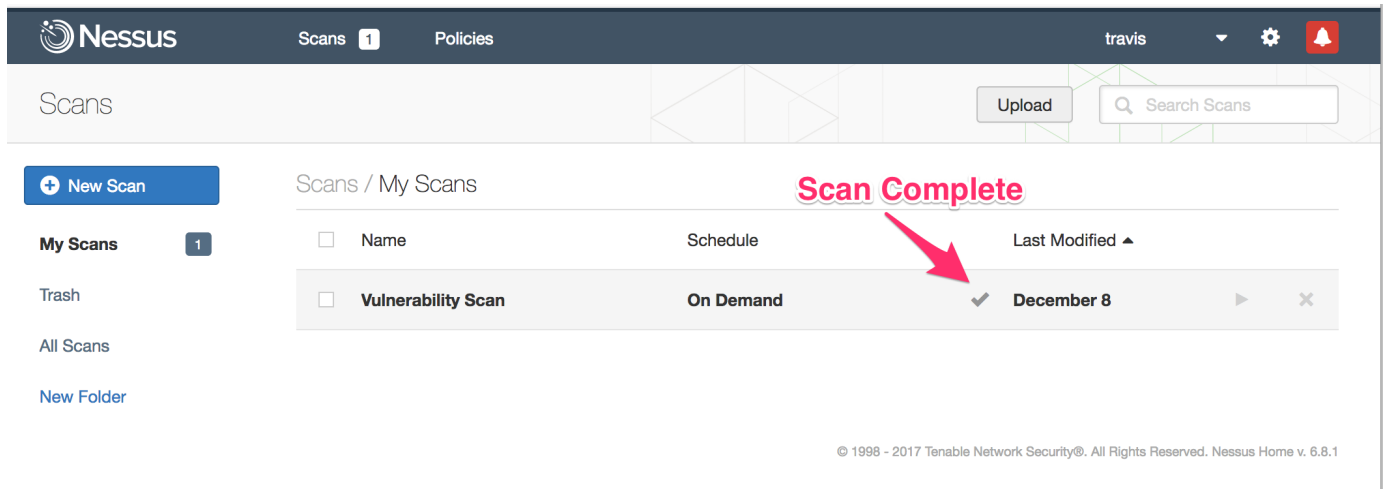 Nessus Scans 1 Policies travis
Scans Upload Search Scans
New Scan
Scans / My Scans
Scan Complete
My Scans 1
Name Schedule Last Modified
Trash
Vulnerability Scan On Demand December 8
All Scans
New Folder
© 1998 - 2017 Tenable Network Security®. All Rights Reserved. Nessus Home v. 6.8.1